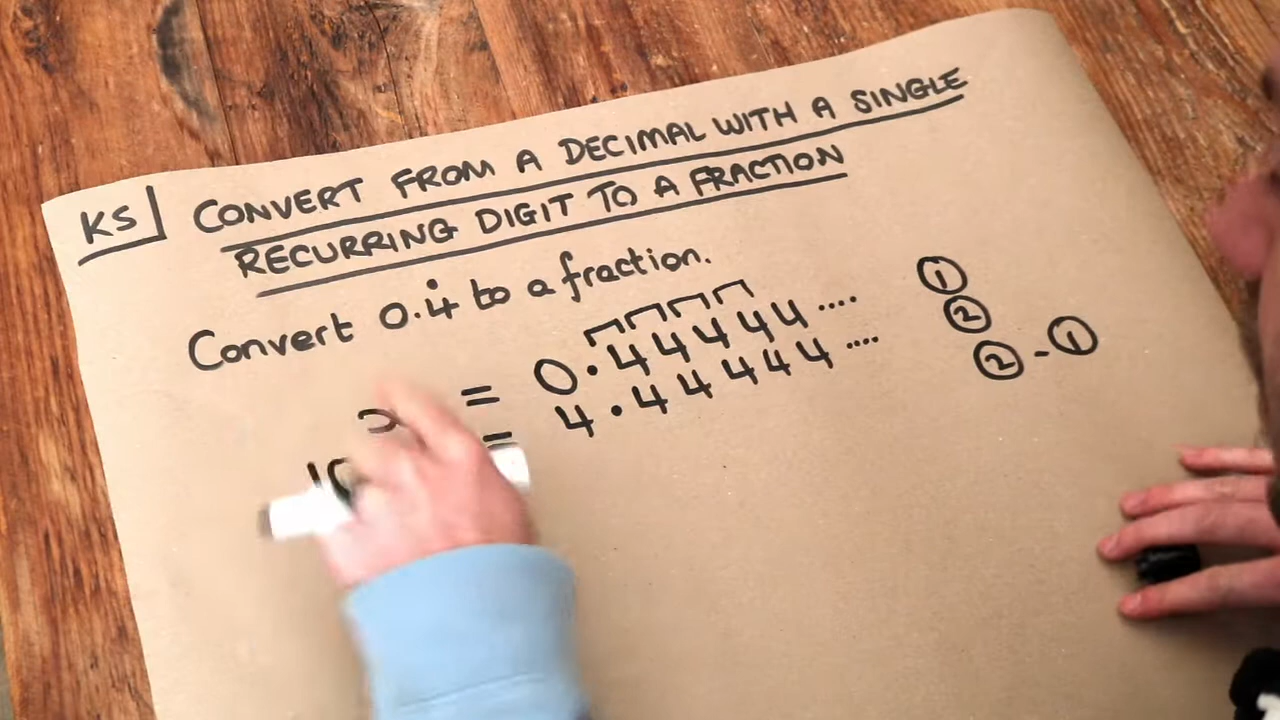 KS
CONVERT FROM A DECIMAL WITH A SINGLE
RECURRING DIGIT TO A FRACTION
Convert 0.4̇ to a fraction.
= 0.44444.... ①
10 = 4.44444.... ②
② - ①